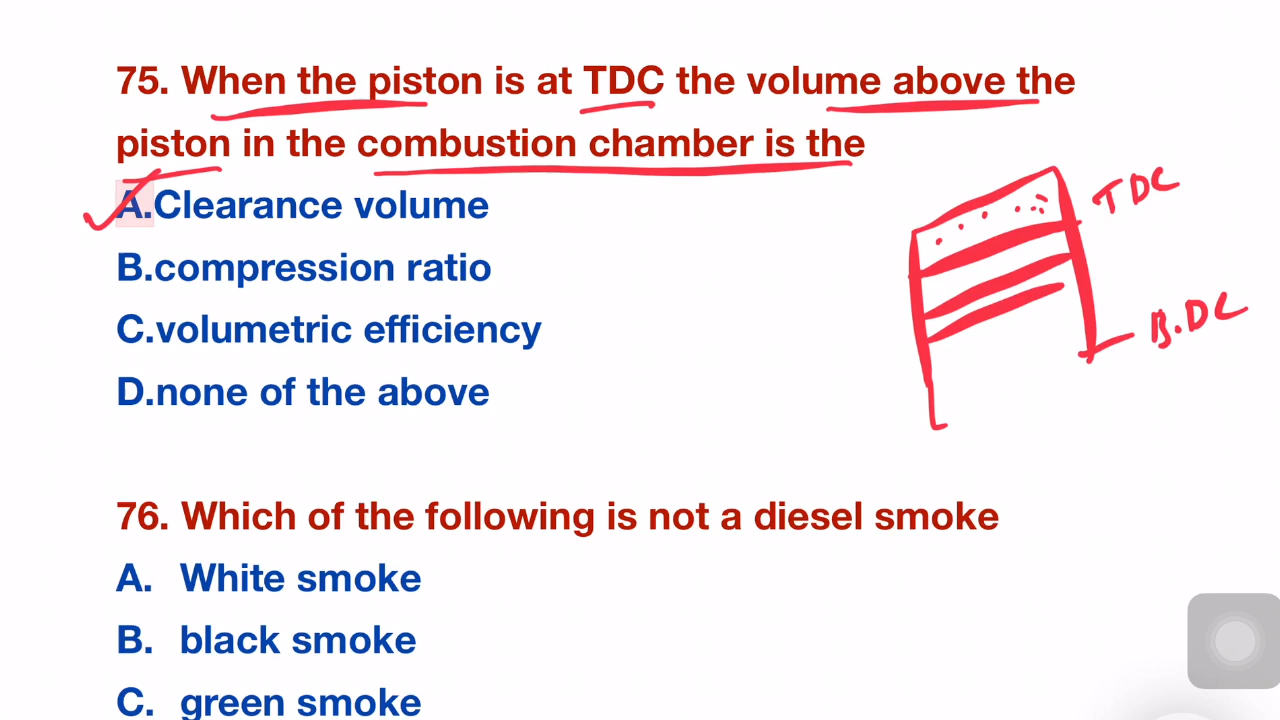 75. When the piston is at TDC the volume above the
piston in the combustion chamber is the
A.Clearance volume
B.compression ratio
C.volumetric efficiency
D.none of the above
TDC
B.DC
76. Which of the following is not a diesel smoke
A. White smoke
B. black smoke
C. green smoke